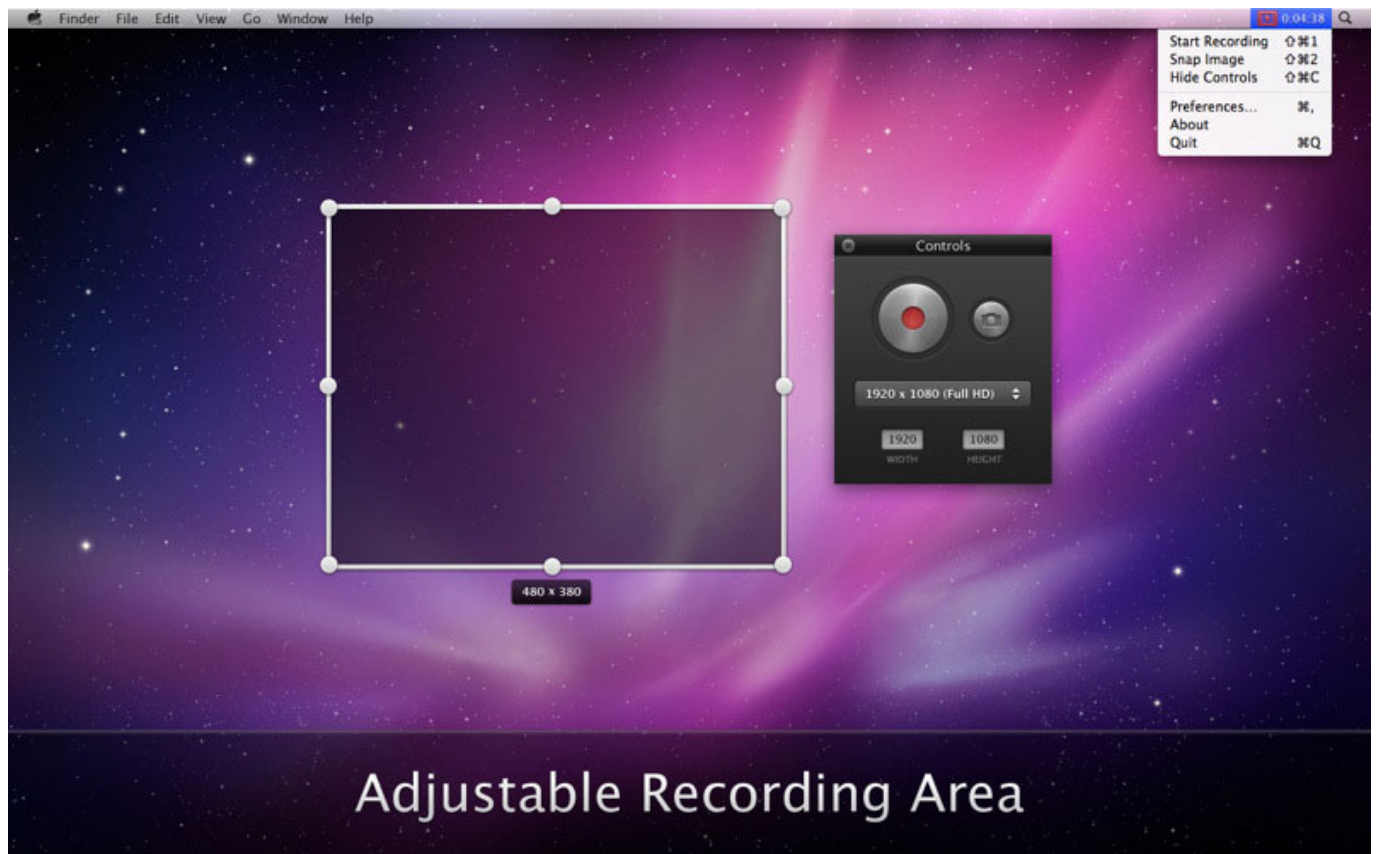 Finder File Edit View Go Window Help 0:04:38
Start Recording ⇧⌘1
Snap Image ⇧⌘2
Hide Controls ⇧⌘C
Preferences... ⌘,
About
Quit ⌘Q
Controls
1920 x 1080 (Full HD)
1920 1080
WIDTH HEIGHT
480 x 380
Adjustable Recording Area